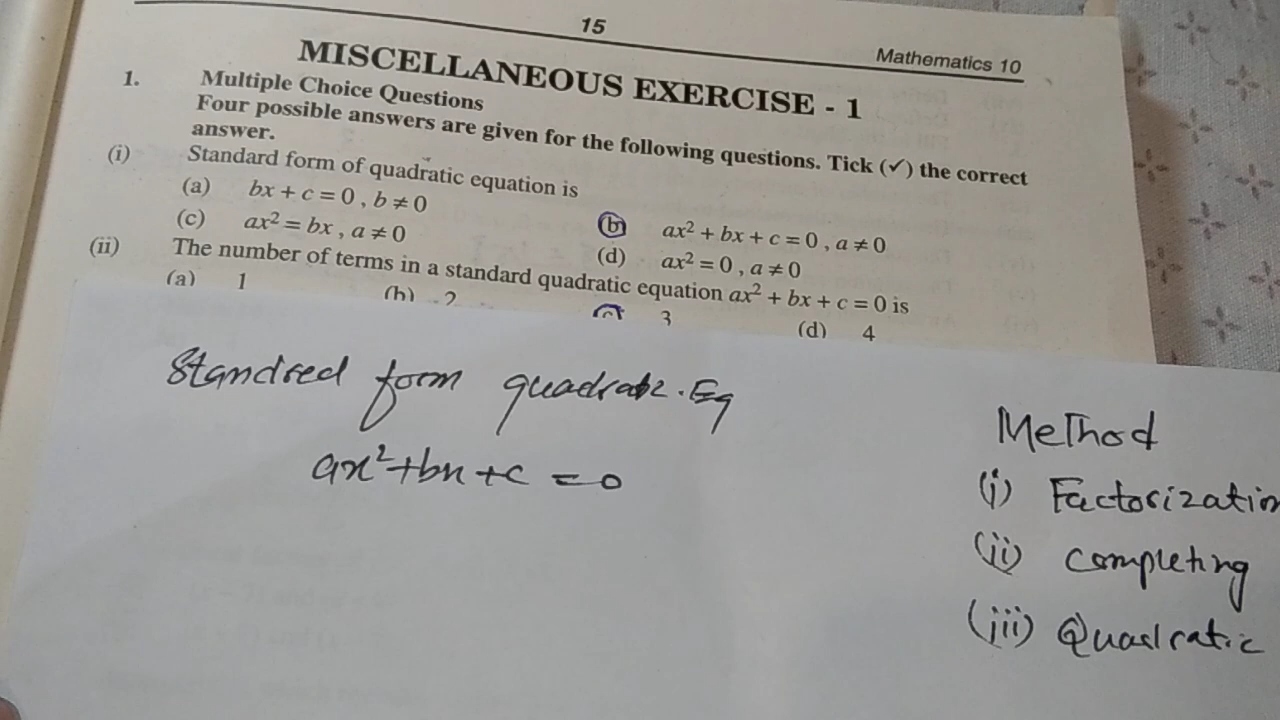 15
Mathematics 10
MISCELLANEOUS EXERCISE - 1
1. Multiple Choice Questions
Four possible answers are given for the following questions. Tick (✓) the correct
answer.
(i) Standard form of quadratic equation is
(a) bx + c = 0 , b ≠ 0
(b) ax² + bx + c = 0 , a ≠ 0
(c) ax² = bx , a ≠ 0
(d) ax² = 0 , a ≠ 0
(ii) The number of terms in a standard quadratic equation ax² + bx + c = 0 is
(a) 1 (b) 2 (c) 3 (d) 4
form
ax²+bx+c = 0
Method
(i) Factorization
(ii) Completing
(iii) Quadratic